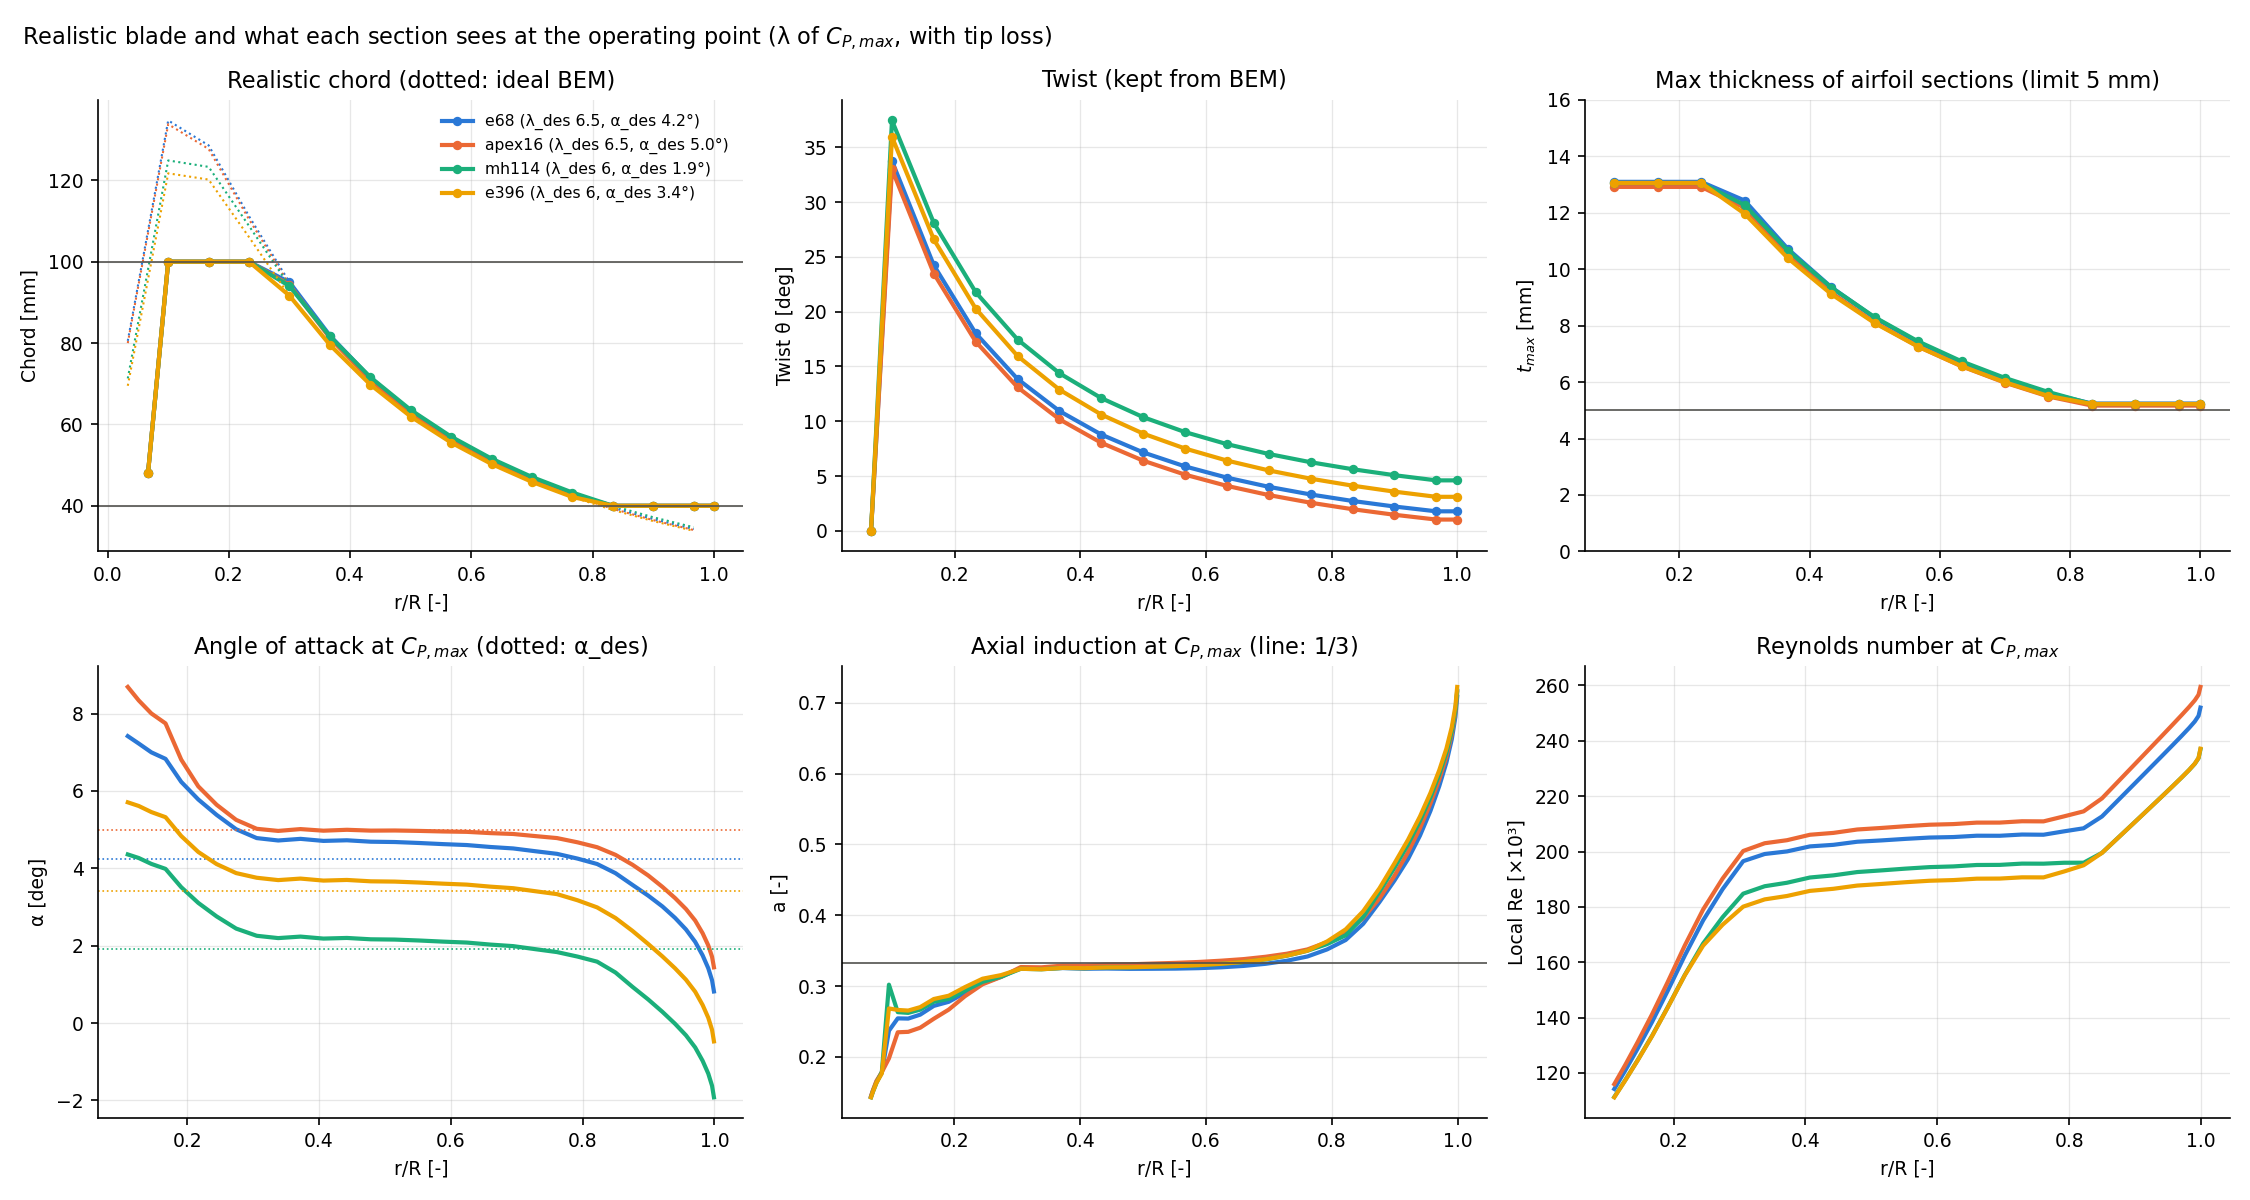 Realistic blade and what each section sees at the operating point (λ of C_P,max, with tip loss)
Realistic chord (dotted: ideal BEM)
Chord [mm]
120
100
80
60
40
0.0 0.2 0.4 0.6 0.8 1.0
r/R [-]
e68 (λ_des 6.5, α_des 4.2°)
apex16 (λ_des 6.5, α_des 5.0°)
mh114 (λ_des 6, α_des 1.9°)
e396 (λ_des 6, α_des 3.4°)
Twist (kept from BEM)
Twist θ [deg]
35
30
25
20
15
10
5
0
0.2 0.4 0.6 0.8 1.0
r/R [-]
Max thickness of airfoil sections (limit 5 mm)
t_max [mm]
16
14
12
10
8
6
4
2
0
0.2 0.4 0.6 0.8 1.0
r/R [-]
Angle of attack at C_P,max (dotted: α_des)
α [deg]
8
6
4
2
0
−2
0.2 0.4 0.6 0.8 1.0
r/R [-]
Axial induction at C_P,max (line: 1/3)
a [-]
0.7
0.6
0.5
0.4
0.3
0.2
0.2 0.4 0.6 0.8 1.0
r/R [-]
Reynolds number at C_P,max
Local Re [×10³]
260
240
220
200
180
160
140
120
0.2 0.4 0.6 0.8 1.0
r/R [-]